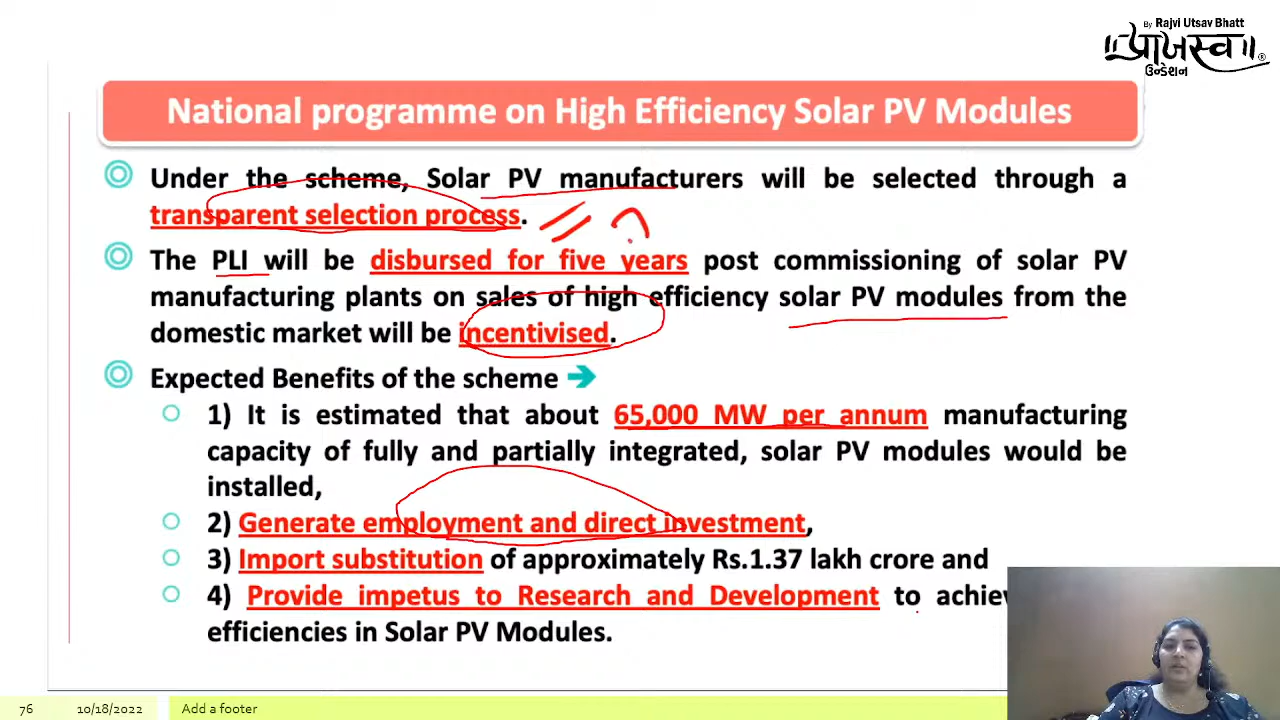 By Rajvi Utsav Bhatt
॥प्राजस्व॥
ફાઉન્ડેશન
National programme on High Efficiency Solar PV Modules
Under the scheme, Solar PV manufacturers will be selected through a
transparent selection process.
The PLI will be disbursed for five years post commissioning of solar PV
manufacturing plants on sales of high efficiency solar PV modules from the
domestic market will be incentivised.
Expected Benefits of the scheme
1) It is estimated that about 65,000 MW per annum manufacturing
capacity of fully and partially integrated, solar PV modules would be
installed,
2) Generate employment and direct investment,
3) Import substitution of approximately Rs.1.37 lakh crore and
4) Provide impetus to Research and Development to
efficiencies in Solar PV Modules.
76 10/18/2022 Add a footer